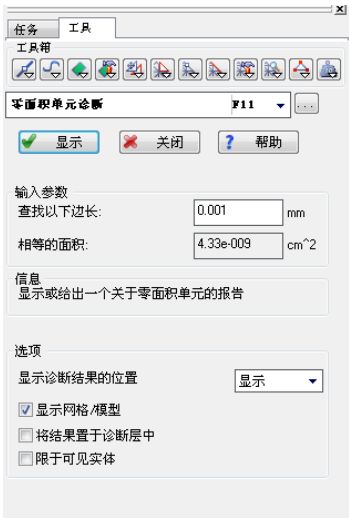 任务 工具
工具箱
零面积单元诊断 F11 ...
显示 关闭 ? 帮助
输入参数
查找以下边长: 0.001 mm
相等的面积: 4.33e-009 cm^2
信息
显示或给出一个关于零面积单元的报告
选项
显示诊断结果的位置 显示
显示网格/模型
将结果置于诊断层中
限于可见实体